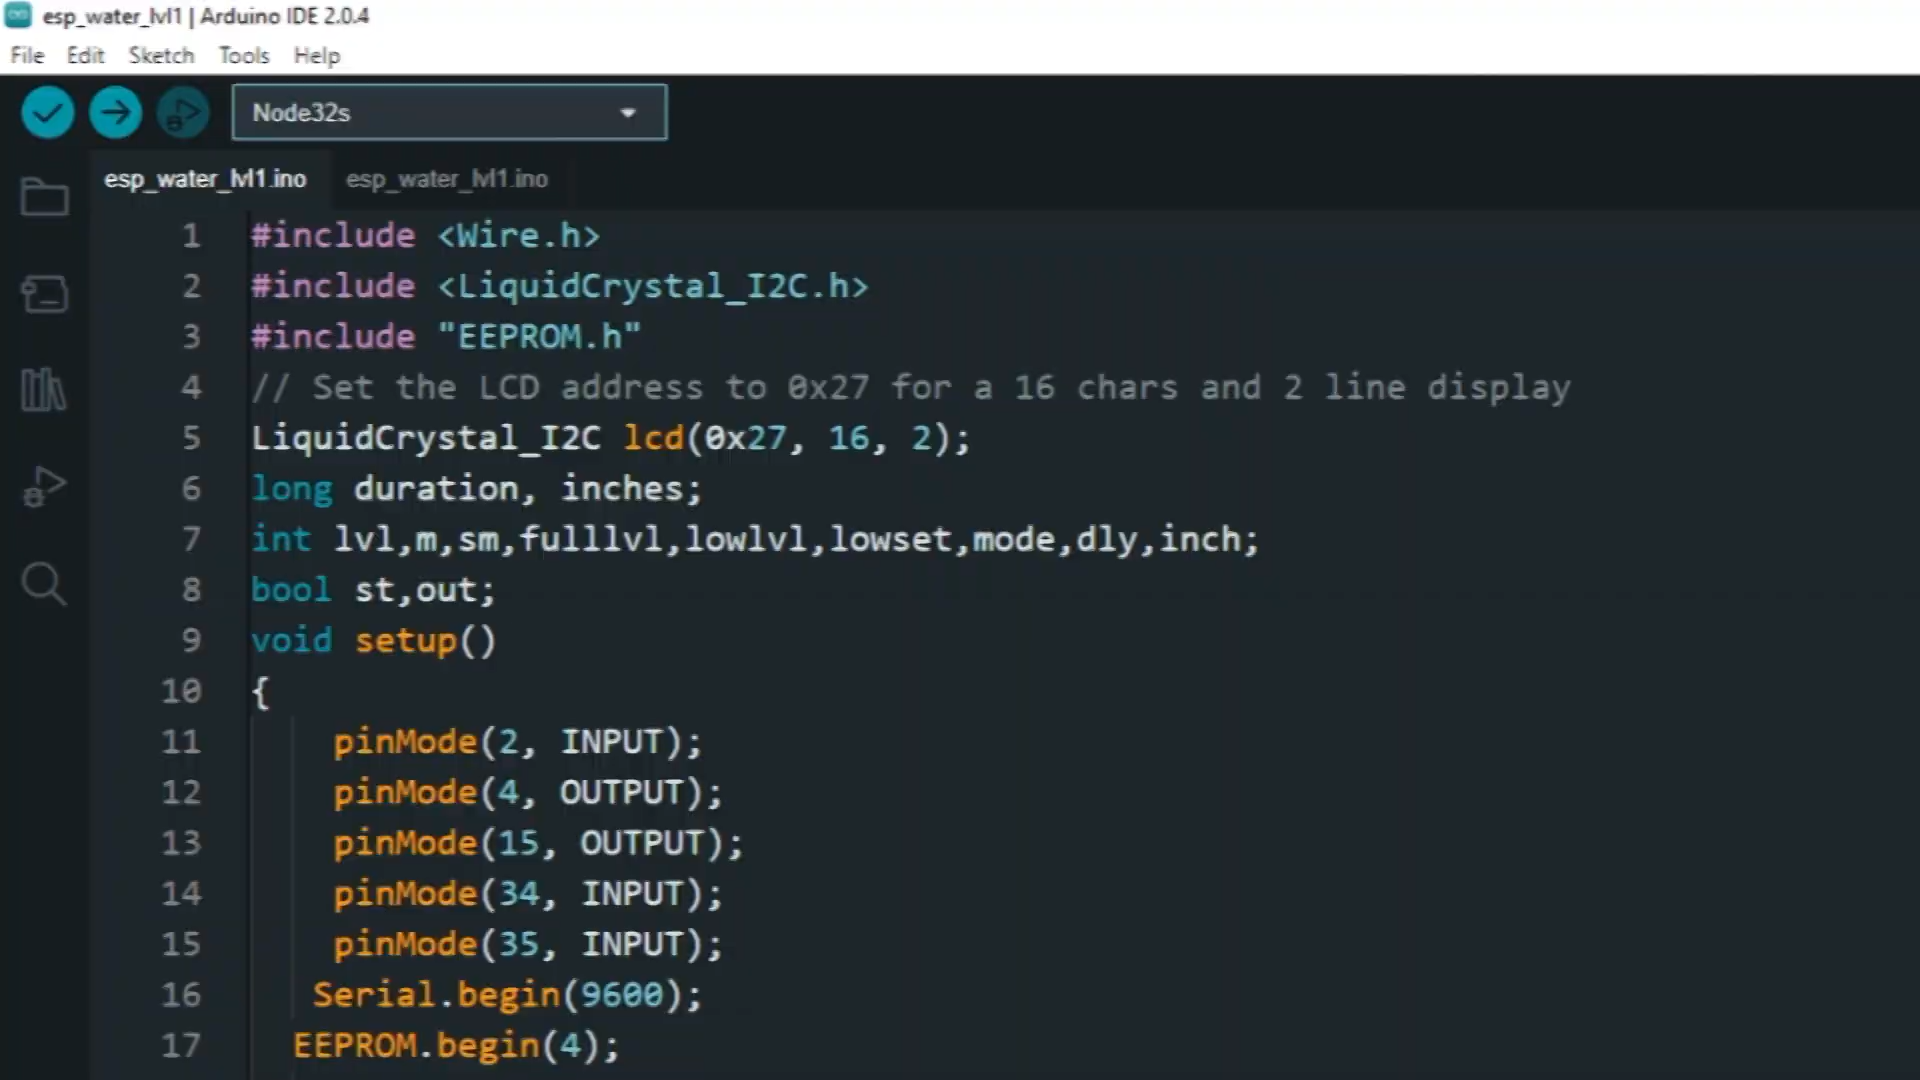 esp_water_lvl1 | Arduino IDE 2.0.4
File Edit Sketch Tools Help
Node32s
esp_water_lvl1.ino esp_water_lvl1.ino
1 #include <Wire.h>
2 #include <LiquidCrystal_I2C.h>
3 #include "EEPROM.h"
4 // Set the LCD address to 0x27 for a 16 chars and 2 line display
5 LiquidCrystal_I2C lcd(0x27, 16, 2);
6 long duration, inches;
7 int lvl,m,sm,fulllvl,lowlvl,lowset,mode,dly,inch;
8 bool st,out;
9 void setup()
10 {
11 pinMode(2, INPUT);
12 pinMode(4, OUTPUT);
13 pinMode(15, OUTPUT);
14 pinMode(34, INPUT);
15 pinMode(35, INPUT);
16 Serial.begin(9600);
17 EEPROM.begin(4);